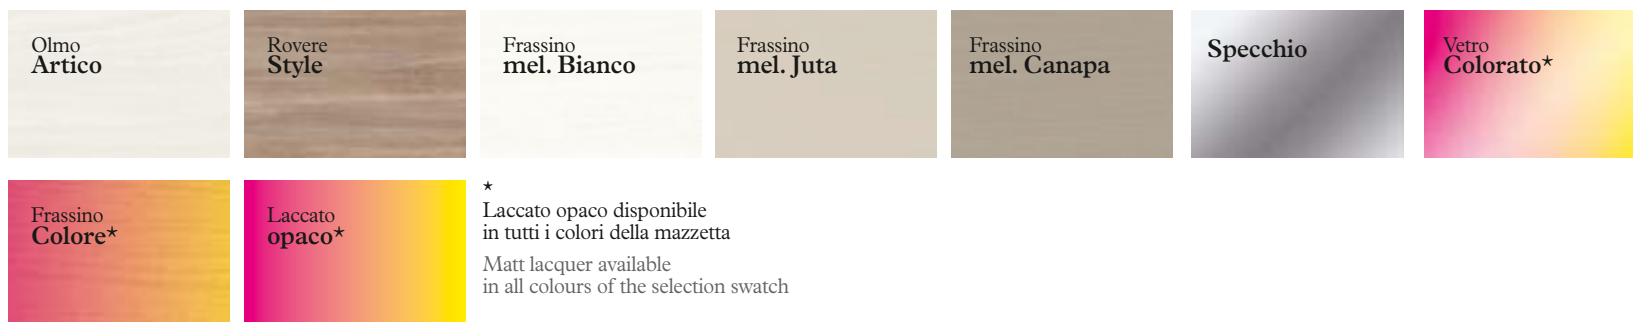 Olmo
Artico
Rovere
Style
Frassino
mel. Bianco
Frassino
mel. Juta
Frassino
mel. Canapa
Specchio
Vetro
Colorato*
Frassino
Colore*
Laccato
opaco*
*
Laccato opaco disponibile
in tutti i colori della mazzetta
Matt lacquer available
in all colours of the selection swatch